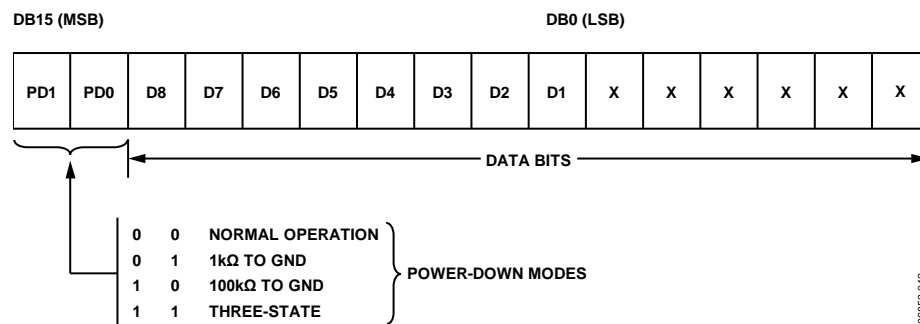 DB15 (MSB) DB0 (LSB)
PD1 PD0 D8 D7 D6 D5 D4 D3 D2 D1 X X X X X X
DATA BITS
0 0 NORMAL OPERATION
0 1 1kΩ TO GND
1 0 100kΩ TO GND
1 1 THREE-STATE
POWER-DOWN MODES